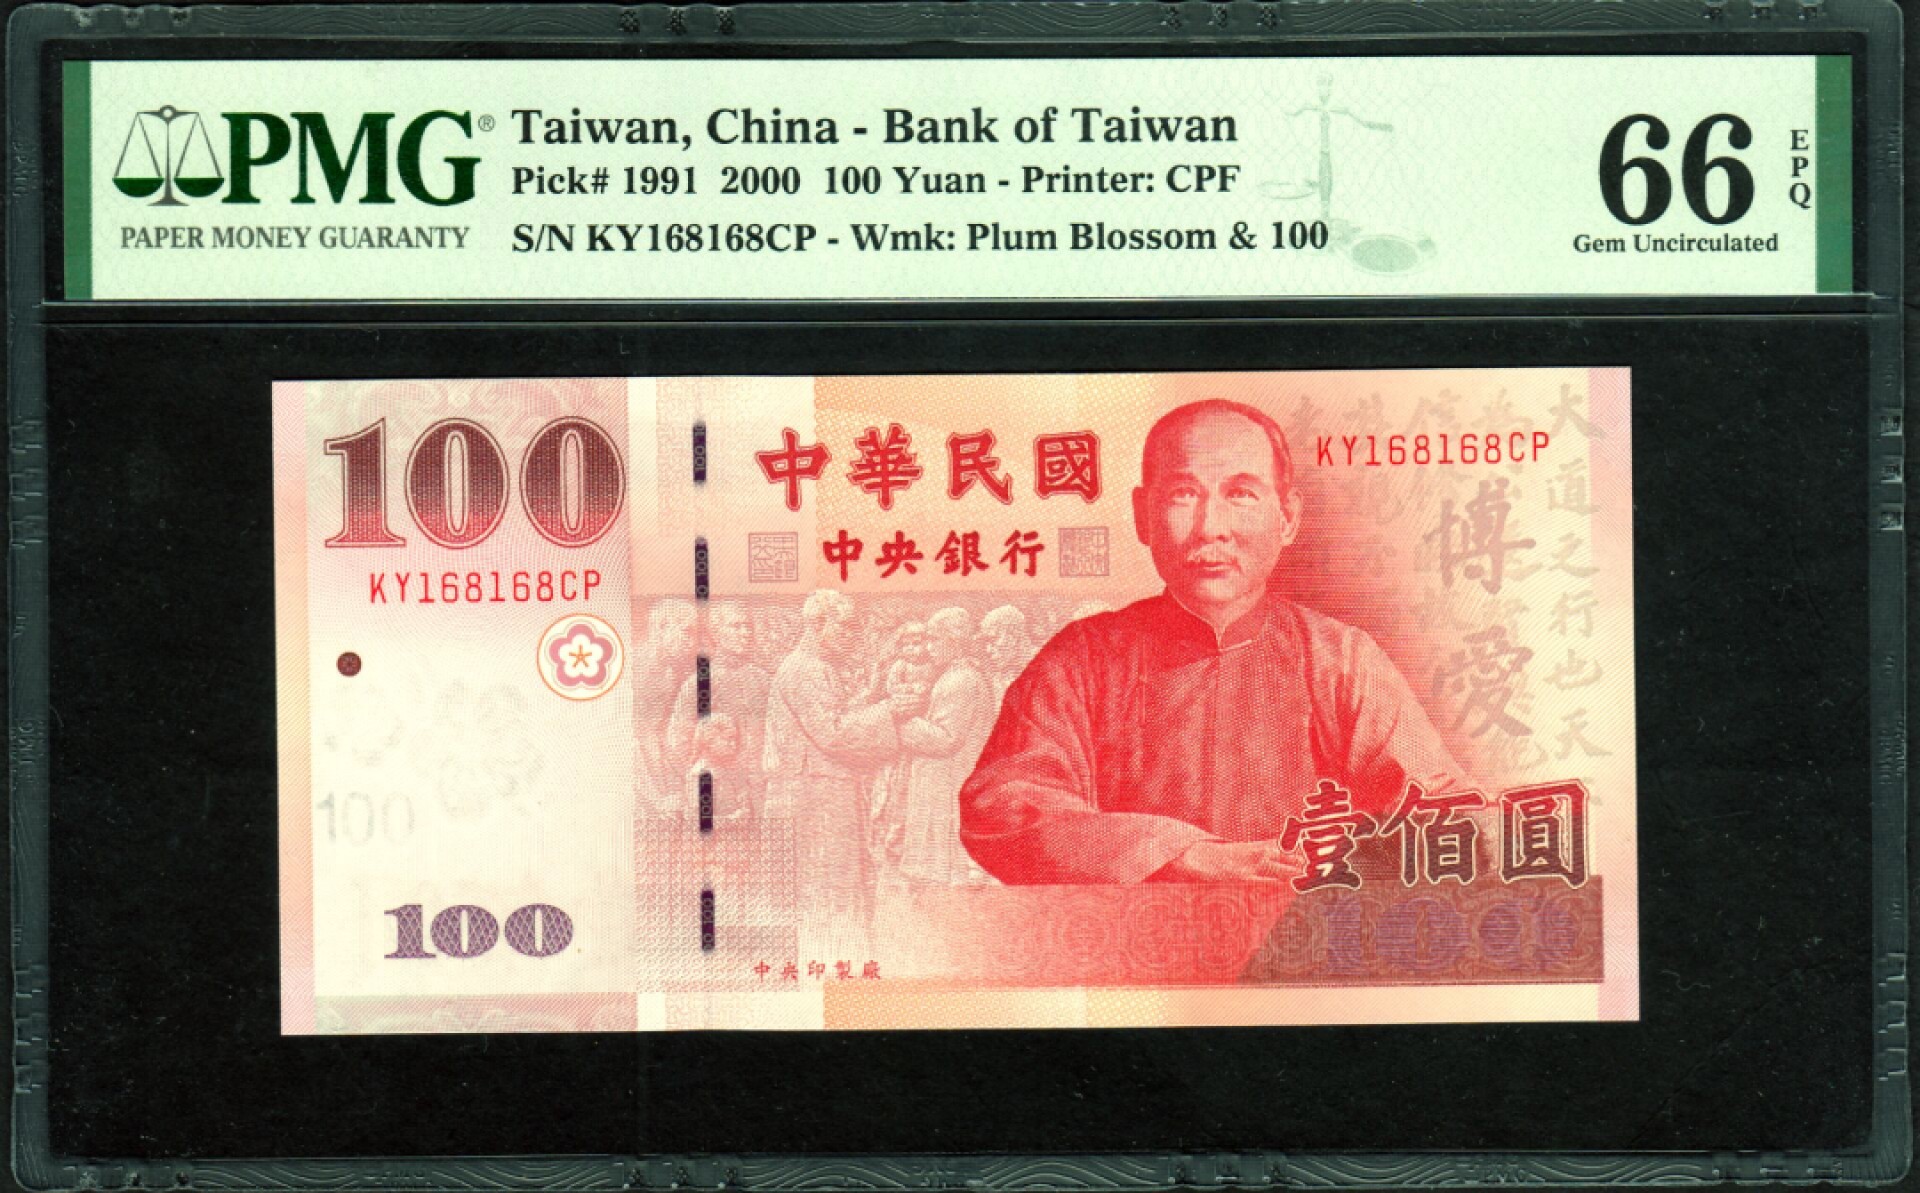 PMG®
PAPER MONEY GUARANTY
Taiwan, China - Bank of Taiwan
Pick# 1991 2000 100 Yuan - Printer: CPF
S/N KY168168CP - Wmk: Plum Blossom & 100
66
EPQ
Gem Uncirculated
100
中華民國
KY168168CP
中央銀行
KY168168CP
博愛
大道之行也天
100
壹佰圓
100
100
中央印製廠